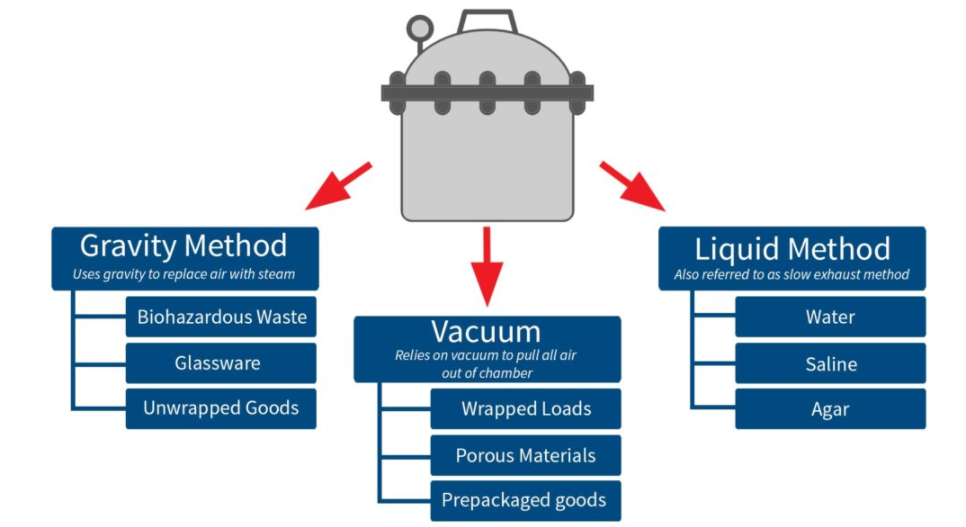 Gravity Method
Uses gravity to replace air with steam
Biohazardous Waste
Glassware
Unwrapped Goods
Vacuum
Relies on vacuum to pull all air
out of chamber
Wrapped Loads
Porous Materials
Prepackaged goods
Liquid Method
Also referred to as slow exhaust method
Water
Saline
Agar